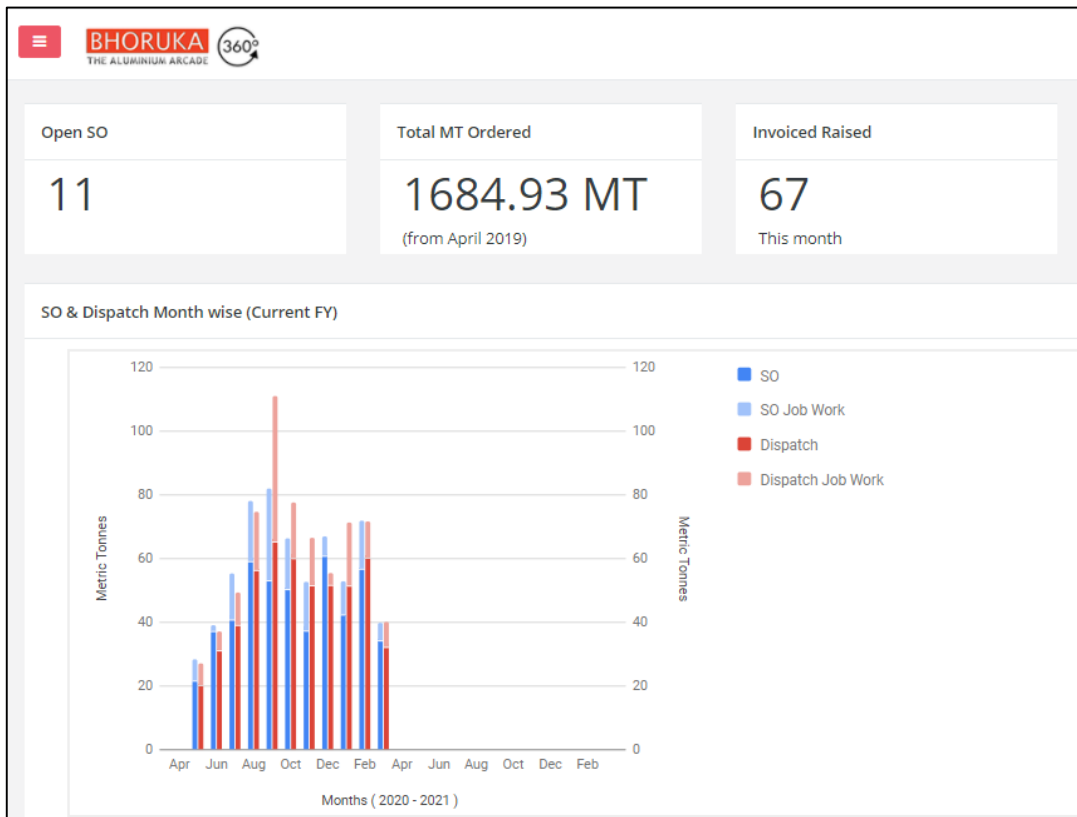 BHORUKA
THE ALUMINIUM ARCADE
360°
Open SO
11
Total MT Ordered
1684.93 MT
(from April 2019)
Invoiced Raised
67
This month
SO & Dispatch Month wise (Current FY)
Metric Tonnes
120
100
80
60
40
20
0
120
100
80
60
40
20
0
Metric Tonnes
Apr Jun Aug Oct Dec Feb Apr Jun Aug Oct Dec Feb
Months ( 2020 - 2021 )
SO
SO Job Work
Dispatch
Dispatch Job Work